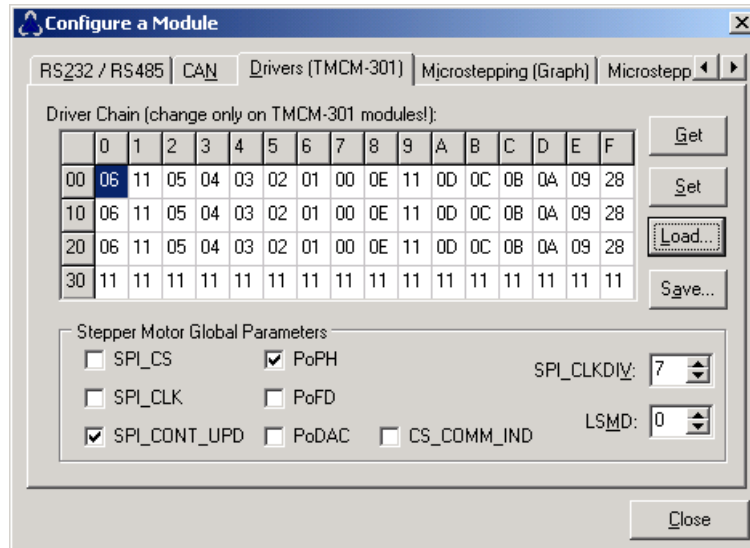 Configure a Module
RS232 / RS485 CAN Drivers (TMCM-301) Microstepping (Graph) Microstepp
Driver Chain (change only on TMCM-301 modules!):
0 1 2 3 4 5 6 7 8 9 A B C D E F
00 06 11 05 04 03 02 01 00 0E 11 0D 0C 0B 0A 09 28
10 06 11 05 04 03 02 01 00 0E 11 0D 0C 0B 0A 09 28
20 06 11 05 04 03 02 01 00 0E 11 0D 0C 0B 0A 09 28
30 11 11 11 11 11 11 11 11 11 11 11 11 11 11 11 11
Get
Set
Load...
Save...
Stepper Motor Global Parameters
SPI_CS PoPH SPI_CLKDIV: 7
SPI_CLK PoFD
LSMD: 0
SPI_CONT_UPD PoDAC CS_COMM_IND
Close